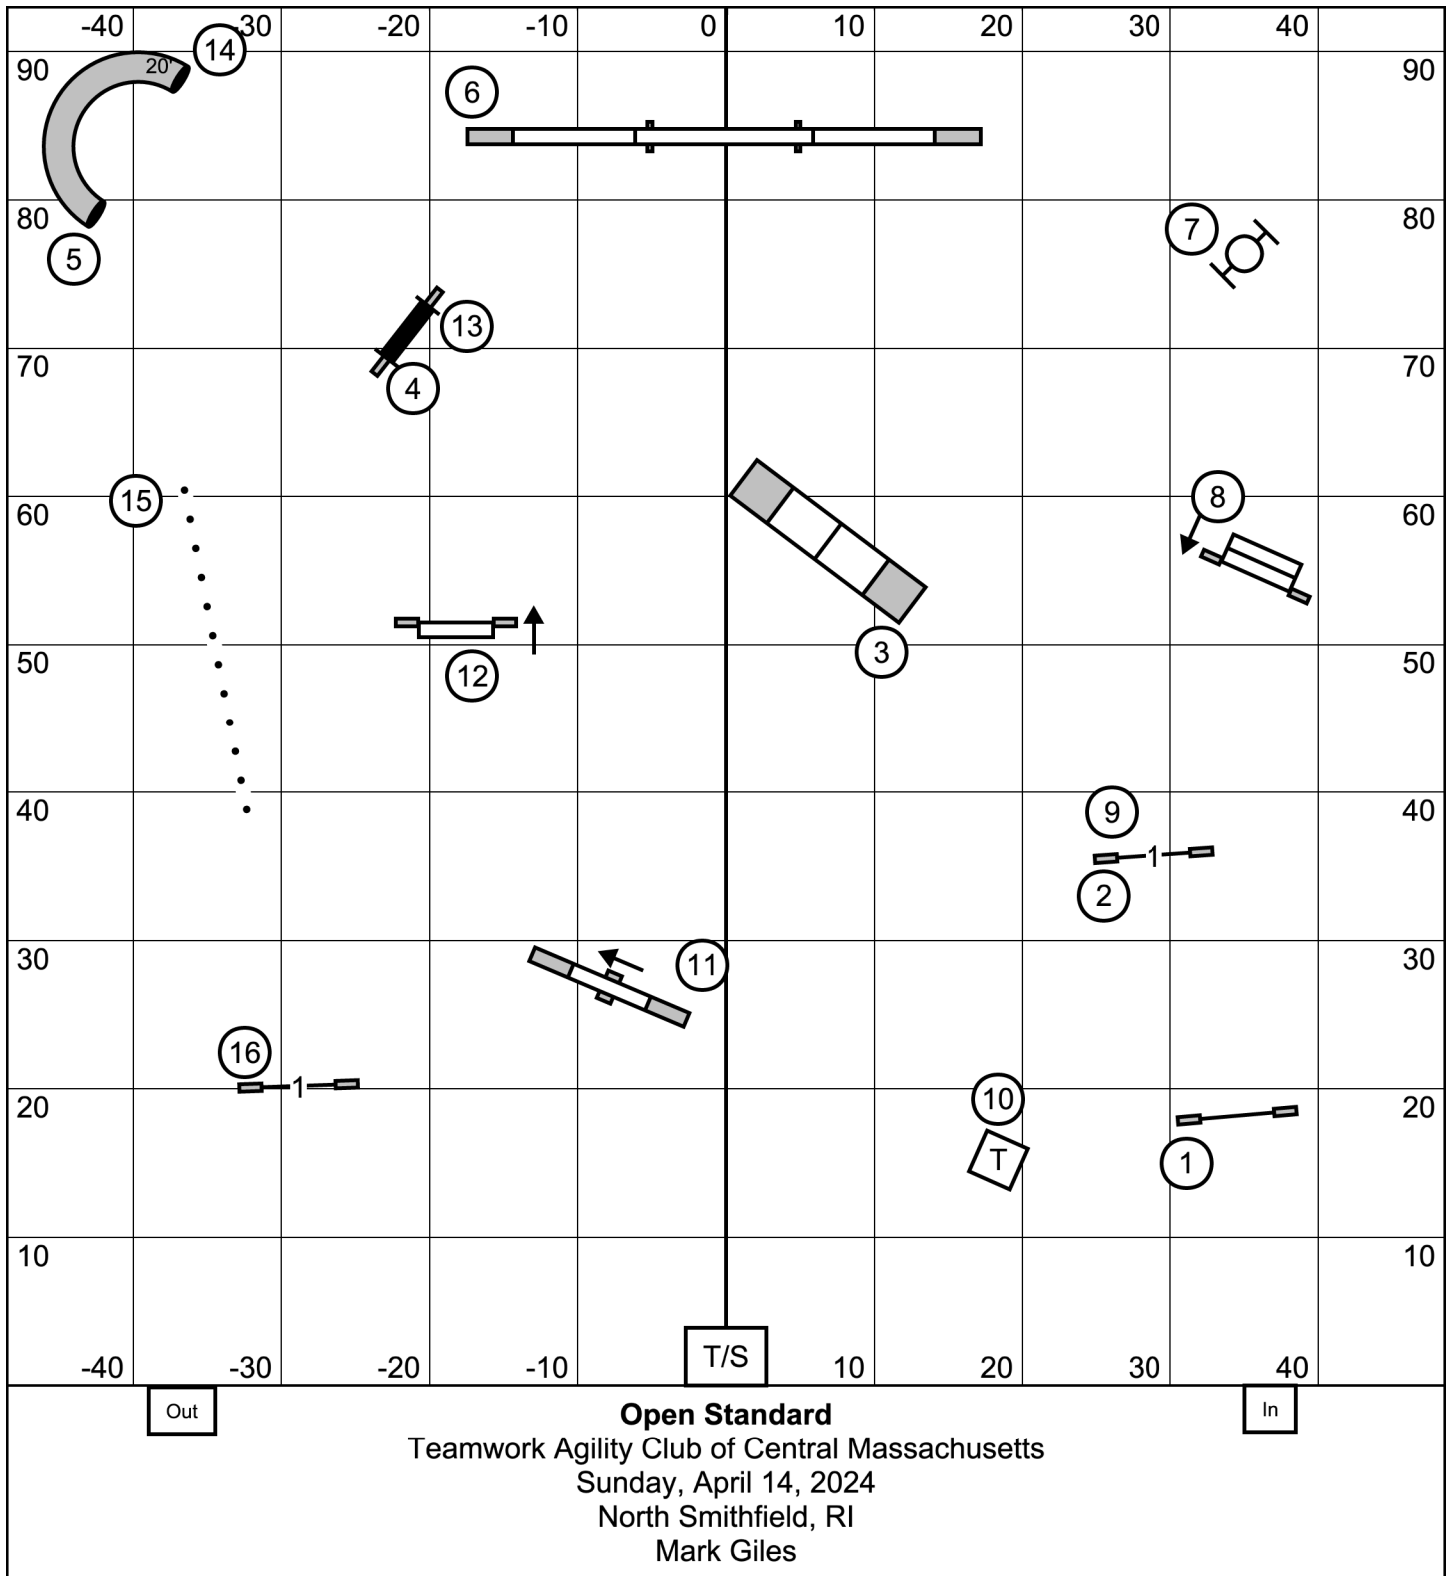 -40 -30 -20 -10 0 10 20 30 40
14
20'
90 90
6
80 7 80
5
13
70 70
4
15 8
60 60
3
50 50
12
9
40 40
1
2
30 11 30
16
1
10
20 20
T 1
10 10
T/S
-40 -30 -20 -10 10 20 30 40
Out In
Open Standard
Teamwork Agility Club of Central Massachusetts
Sunday, April 14, 2024
North Smithfield, RI
Mark Giles